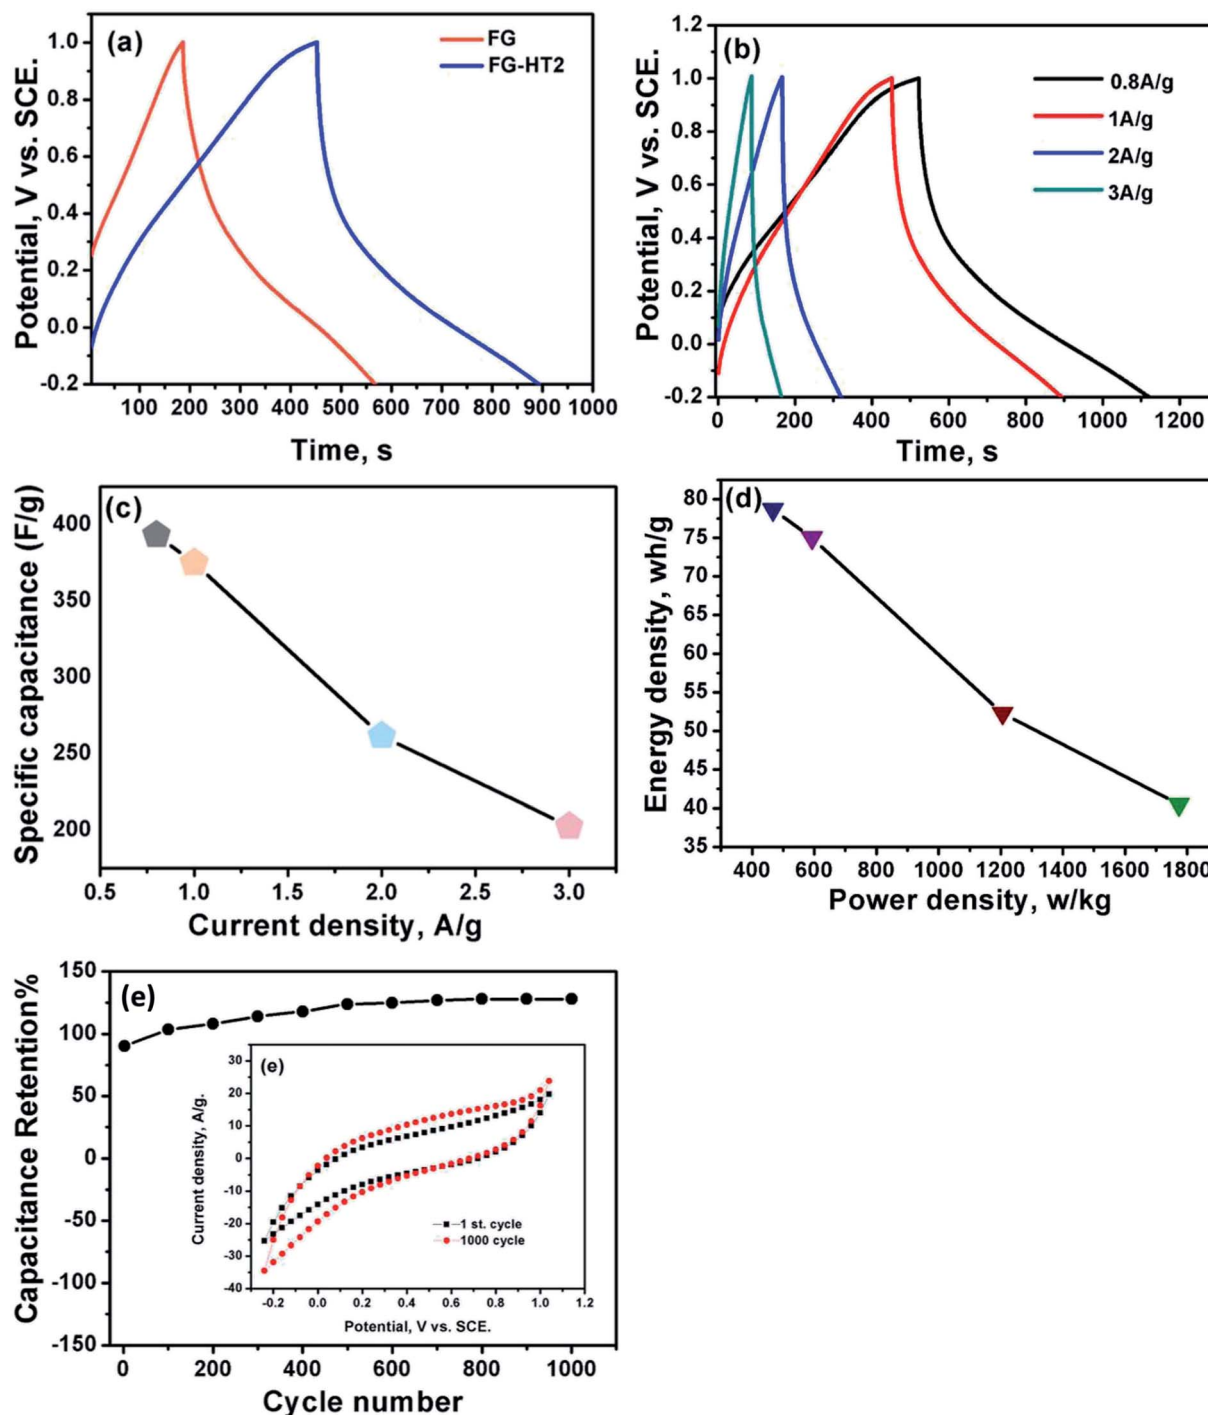 (a)
FG
FG-HT2
Potential, V vs. SCE.
1.0
0.8
0.6
0.4
0.2
0.0
-0.2
100 200 300 400 500 600 700 800 900 1000
Time, s
(b)
0.8A/g
1A/g
2A/g
3A/g
Potential, V vs. SCE.
1.2
1.0
0.8
0.6
0.4
0.2
0.0
-0.2
0 200 400 600 800 1000 1200
Time, s
(c)
Specific capacitance (F/g)
400
350
300
250
200
0.5 1.0 1.5 2.0 2.5 3.0
Current density, A/g
(d)
Energy density, wh/g
80
75
70
65
60
55
50
45
40
35
400 600 800 1000 1200 1400 1600 1800
Power density, w/kg
(e)
Capacitance Retention%
150
100
50
0
-50
-100
-150
0 200 400 600 800 1000
Cycle number
(e)
Current density, A/g.
30
20
10
0
-10
-20
-30
-40
1 st. cycle
1000 cycle
-0.2 0.0 0.2 0.4 0.6 0.8 1.0 1.2
Potential, V vs. SCE.